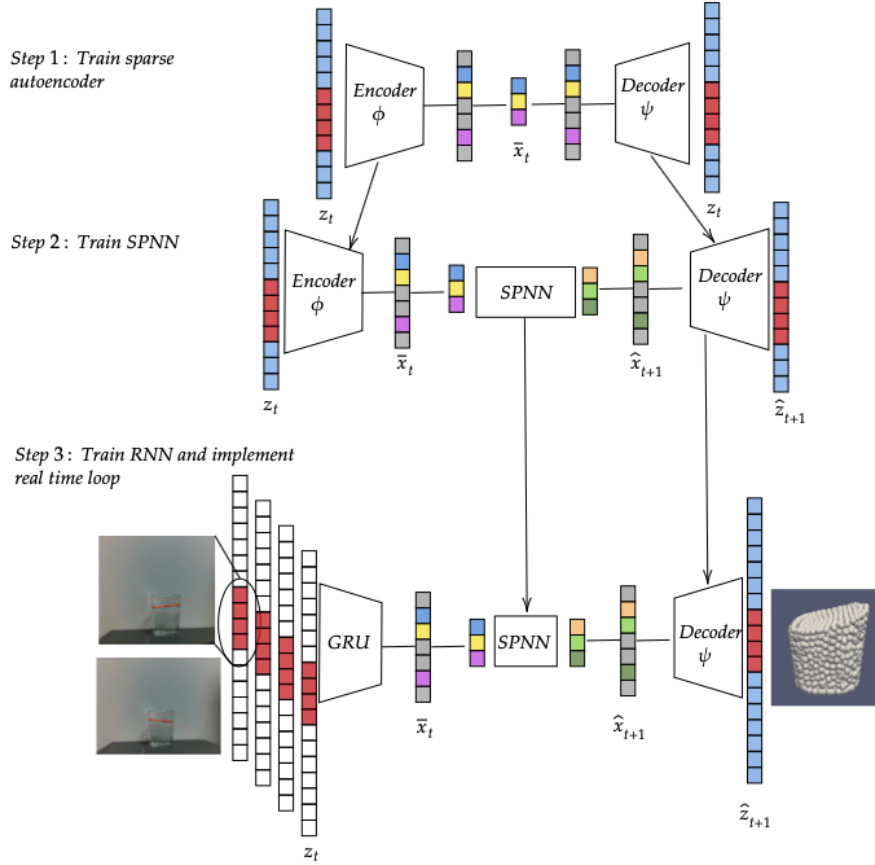 Step 1 : Train sparse
autoencoder
Encoder
ϕ
Decoder
ψ
x̄ₜ
zₜ
zₜ
Step 2 : Train SPNN
Encoder
ϕ
SPNN
Decoder
ψ
x̄ₜ
x̂ₜ₊₁
zₜ
ẑₜ₊₁
Step 3 : Train RNN and implement
real time loop
GRU
SPNN
Decoder
ψ
x̄ₜ
x̂ₜ₊₁
ẑₜ₊₁
zₜ